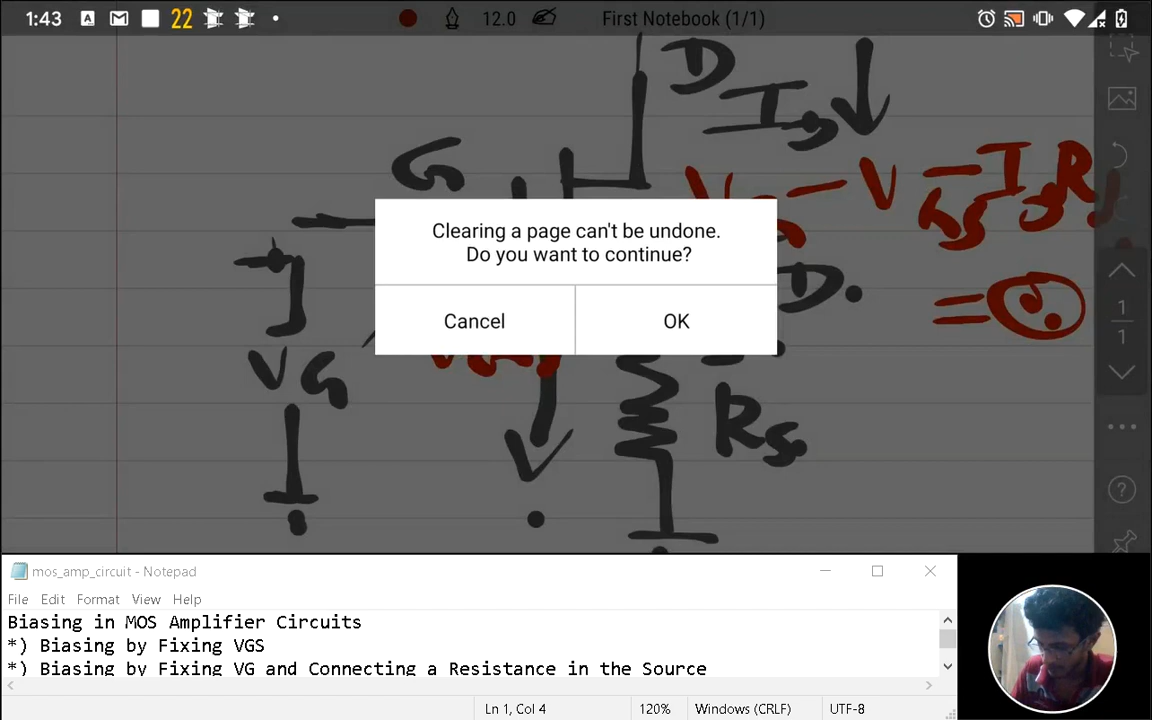 1:43 22 12.0 First Notebook (1/1)
D
G
Clearing a page can't be undone.
Do you want to continue?
Cancel OK
1
1
VG
RS
mos_amp_circuit - Notepad
File Edit Format View Help
Biasing in MOS Amplifier Circuits
*) Biasing by Fixing VGS
*) Biasing by Fixing VG and Connecting a Resistance in the Source
Ln 1, Col 4 120% Windows (CRLF) UTF-8